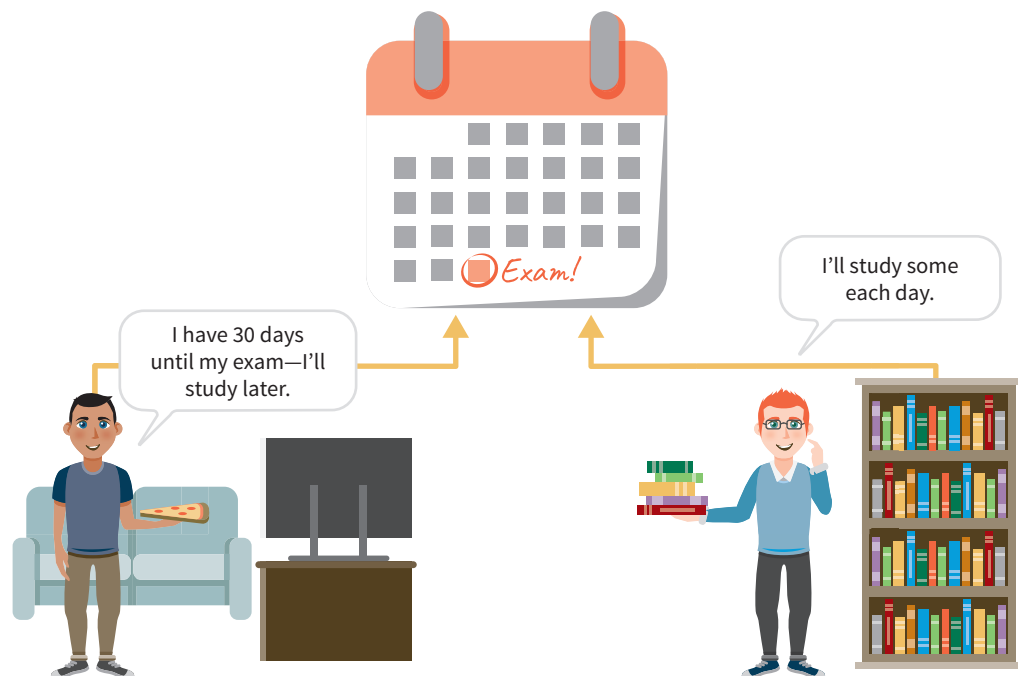 Exam!
I'll study some
each day.
I have 30 days
until my exam—I'll
study later.